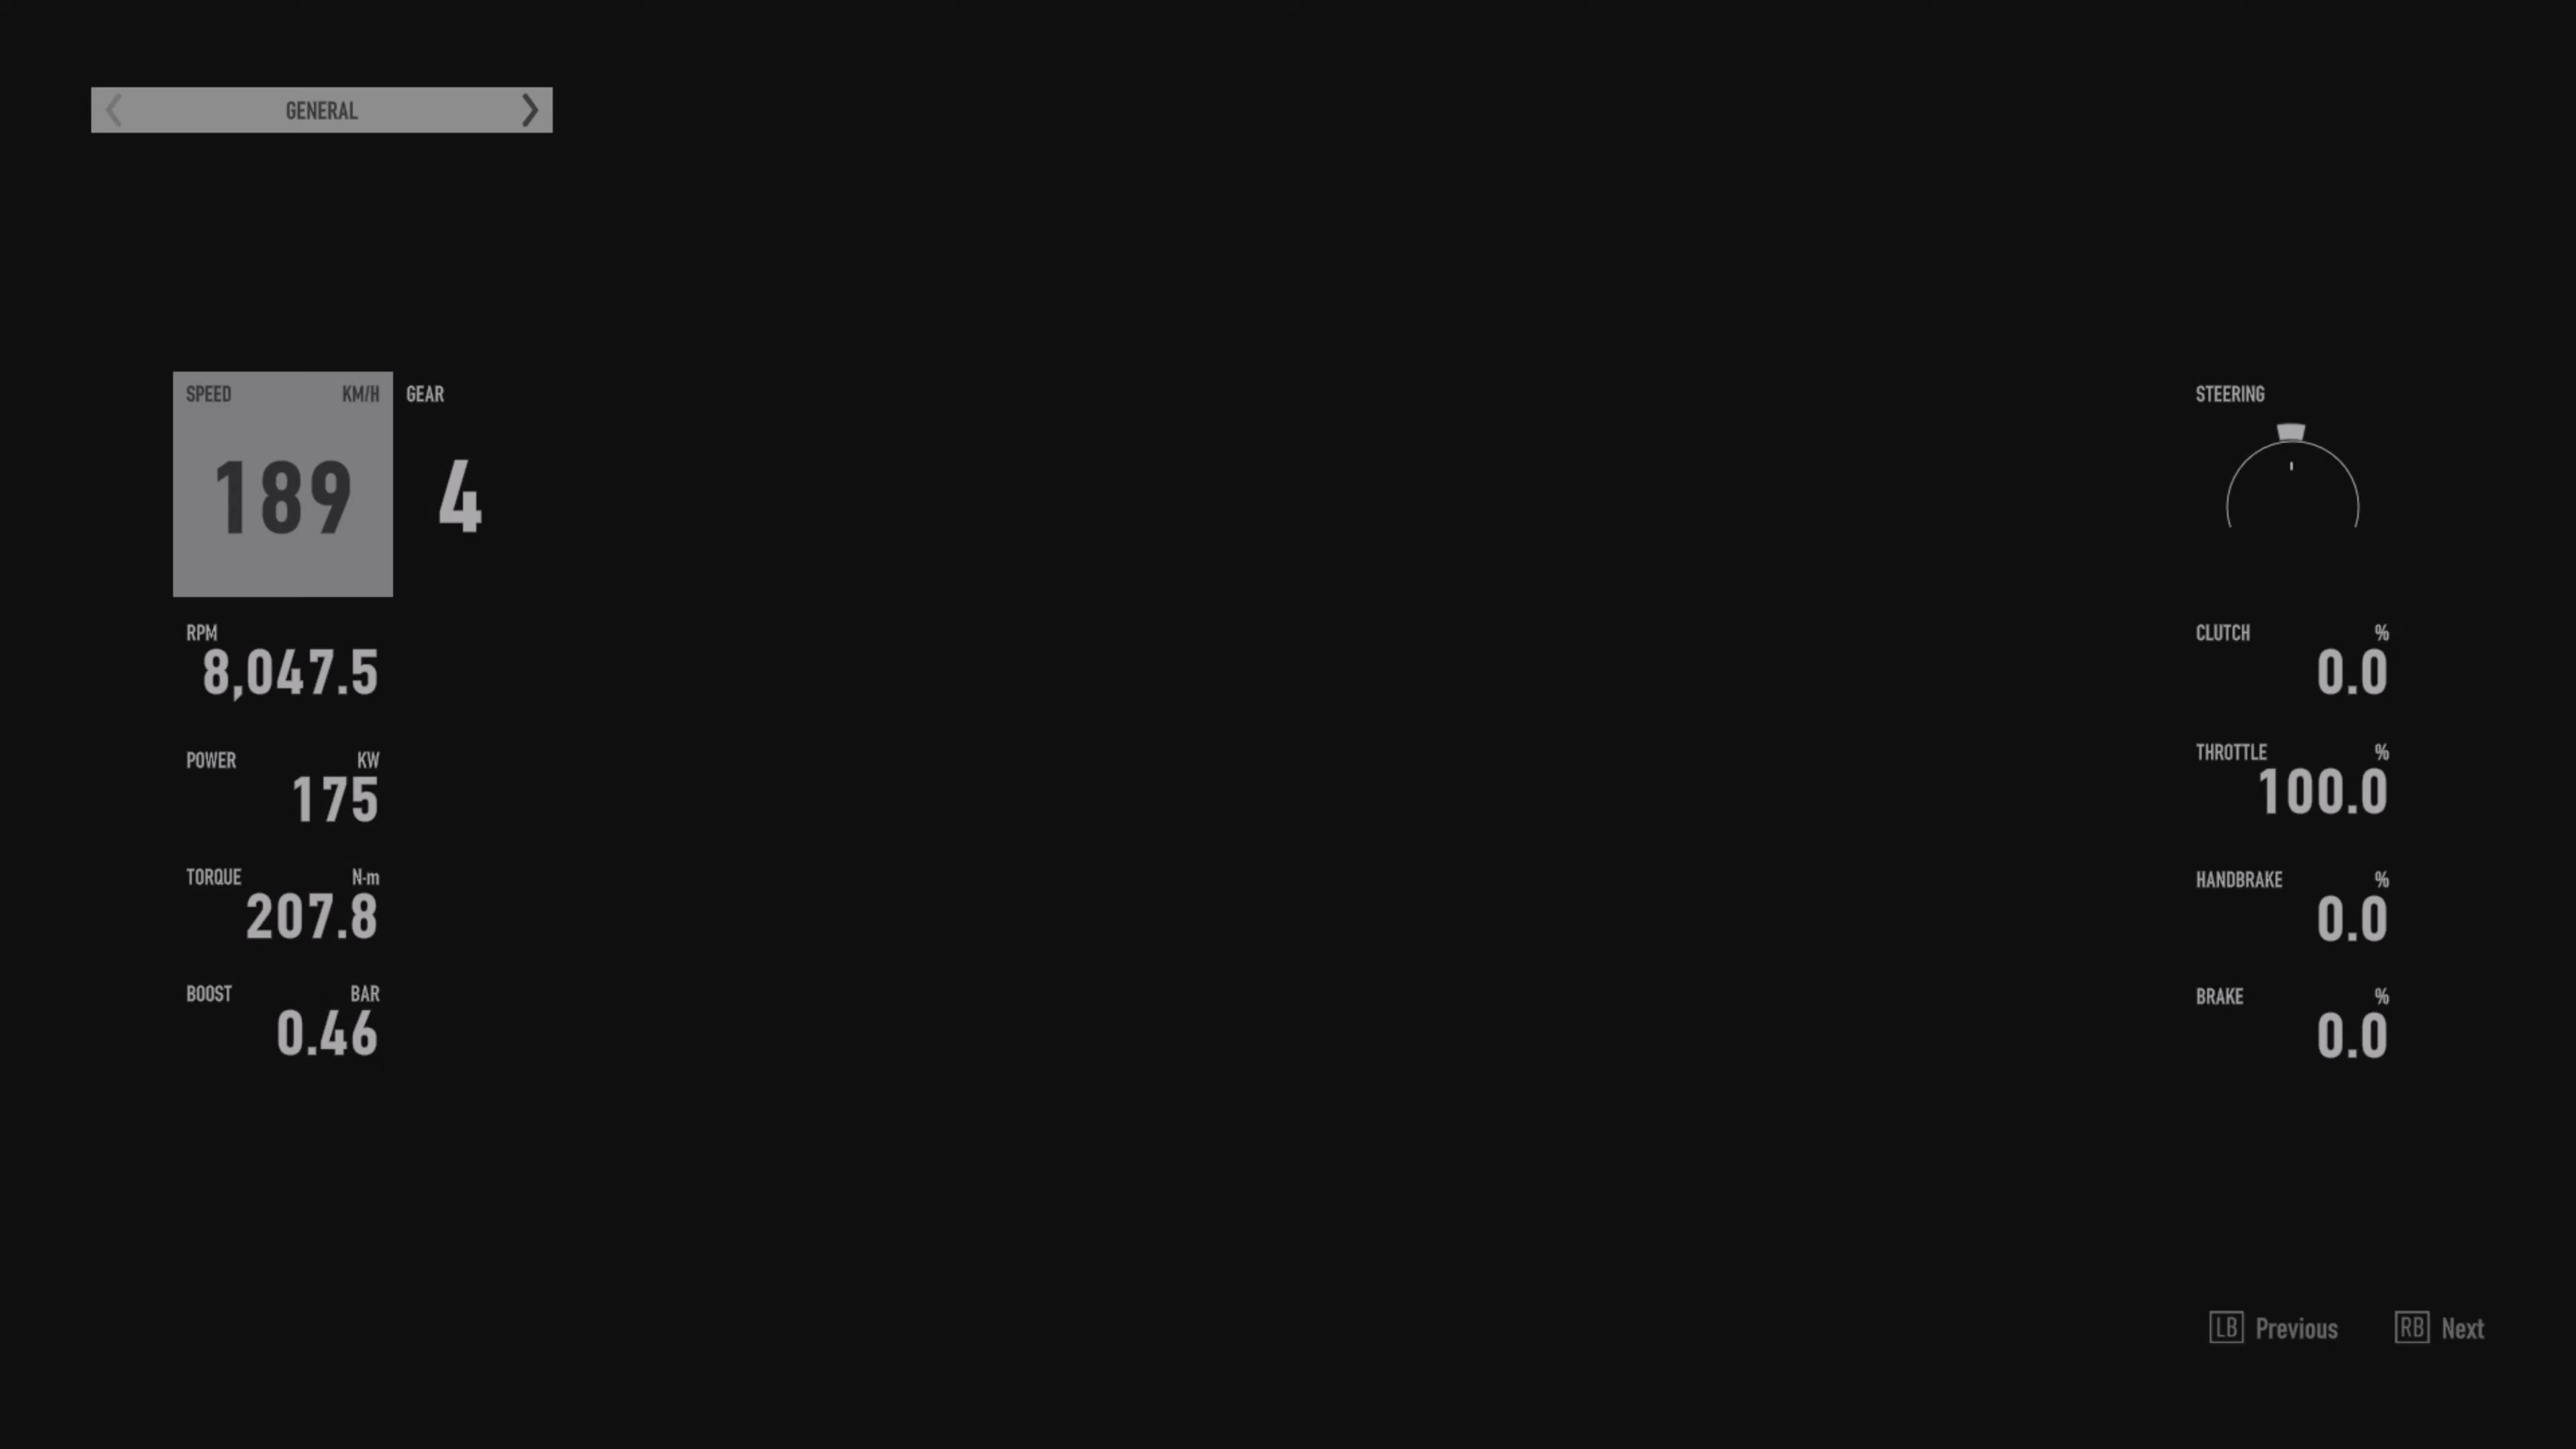 GENERAL
SPEED KM/H
189
GEAR
4
RPM
8,047.5
POWER KW
175
TORQUE N-m
207.8
BOOST BAR
0.46
STEERING
CLUTCH %
0.0
THROTTLE %
100.0
HANDBRAKE %
0.0
BRAKE %
0.0
LB Previous RB Next